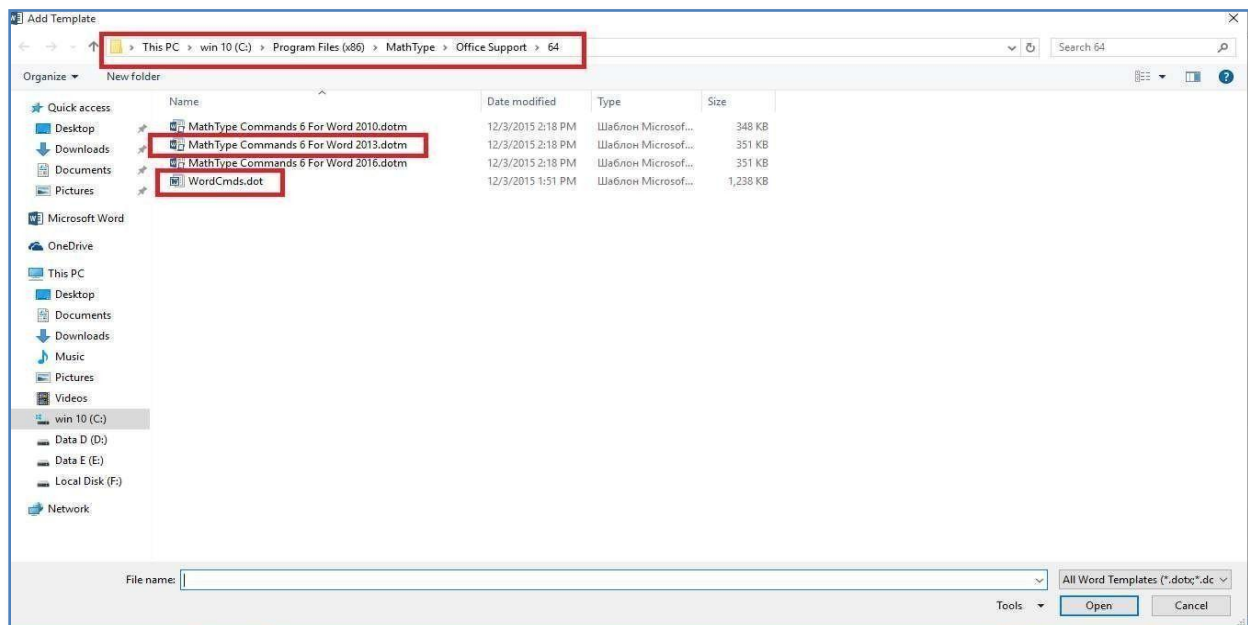 Add Template
This PC > win 10 (C:) > Program Files (x86) > MathType > Office Support > 64
Search 64
Organize New folder
Name Date modified Type Size
MathType Commands 6 For Word 2010.dotm 12/3/2015 2:18 PM Шаблон Microsof... 348 KB
MathType Commands 6 For Word 2013.dotm 12/3/2015 2:18 PM Шаблон Microsof... 351 KB
MathType Commands 6 For Word 2016.dotm 12/3/2015 2:18 PM Шаблон Microsof... 351 KB
WordCmds.dot 12/3/2015 1:51 PM Шаблон Microsof... 1,238 KB
Quick access
Desktop
Downloads
Documents
Pictures
Microsoft Word
OneDrive
This PC
Desktop
Documents
Downloads
Music
Pictures
Videos
win 10 (C:)
Data D (D:)
Data E (E:)
Local Disk (F:)
Network
File name:
All Word Templates (*.dotx;*.dc
Tools Open Cancel